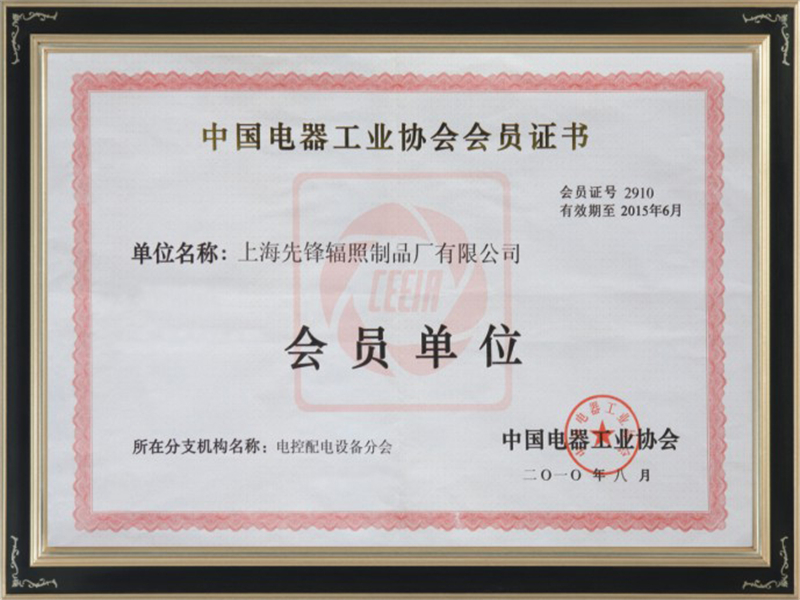 中国电器工业协会会员证书
会员证号 2910
有效期至 2015年6月
单位名称：上海先锋辐照制品厂有限公司
CEEIA
会员单位
所在分支机构名称：电控配电设备分会
中国电器工业协会
二〇一〇 年 八 月